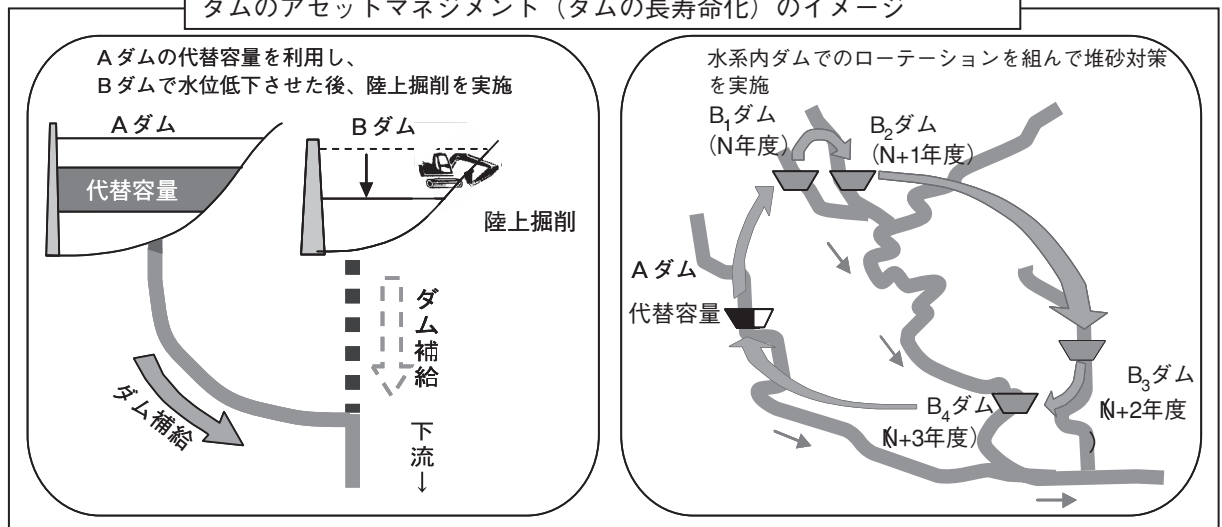 ダムのアセットマネジメント（ダムの長寿命化）のイメージ
Aダムの代替容量を利用し、
Bダムで水位低下させた後、陸上掘削を実施
Aダム
Bダム
代替容量
陸上掘削
ダム補給
ダム補給
下流↓
水系内ダムでのローテーションを組んで堆砂対策
を実施
B1ダム
(N年度)
B2ダム
(N+1年度)
Aダム
代替容量
B3ダム
(N+2年度)
B4ダム
(N+3年度)